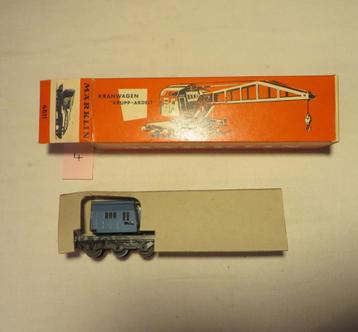 MÄRKLIN
4611
KRANWAGEN
"KRUPP-ARDELT"
4